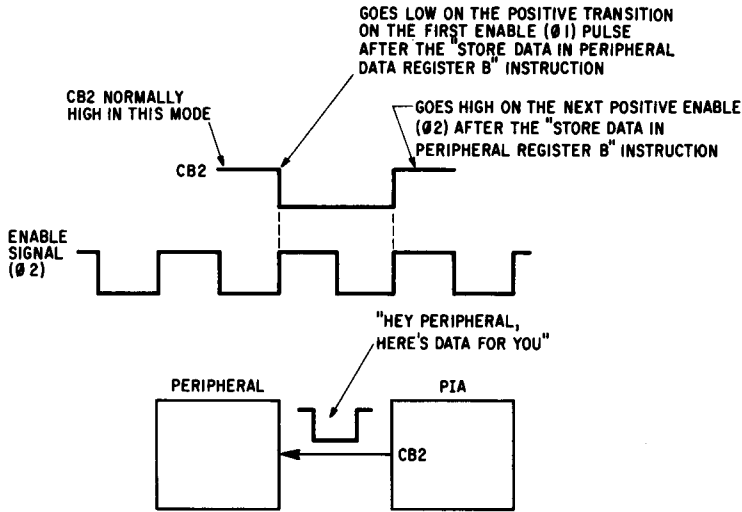 GOES LOW ON THE POSITIVE TRANSITION
ON THE FIRST ENABLE (Ø1) PULSE
AFTER THE "STORE DATA IN PERIPHERAL
DATA REGISTER B" INSTRUCTION
CB2 NORMALLY
HIGH IN THIS MODE
GOES HIGH ON THE NEXT POSITIVE ENABLE
(Ø2) AFTER THE "STORE DATA IN
PERIPHERAL REGISTER B" INSTRUCTION
CB2
ENABLE
SIGNAL
(Ø2)
"HEY PERIPHERAL,
HERE'S DATA FOR YOU"
PERIPHERAL
PIA
CB2